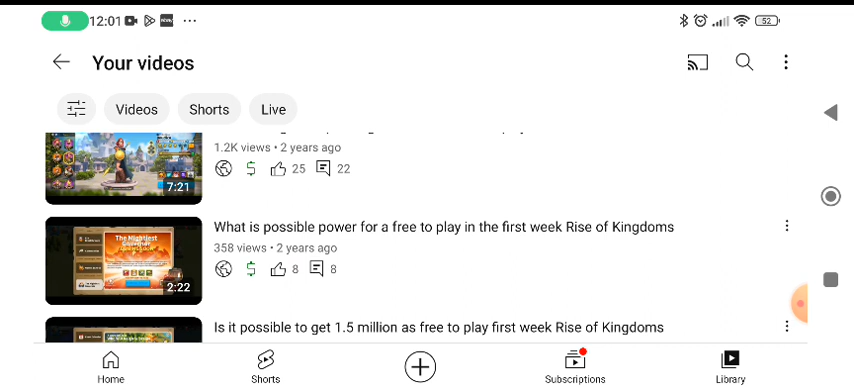 12:01
52
Your videos
Videos
Shorts
Live
1.2K views • 2 years ago
25
22
7:21
What is possible power for a free to play in the first week Rise of Kingdoms
358 views • 2 years ago
8
8
The Mightiest
Governor
2:22
Is it possible to get 1.5 million as free to play first week Rise of Kingdoms
Home
Shorts
Subscriptions
Library